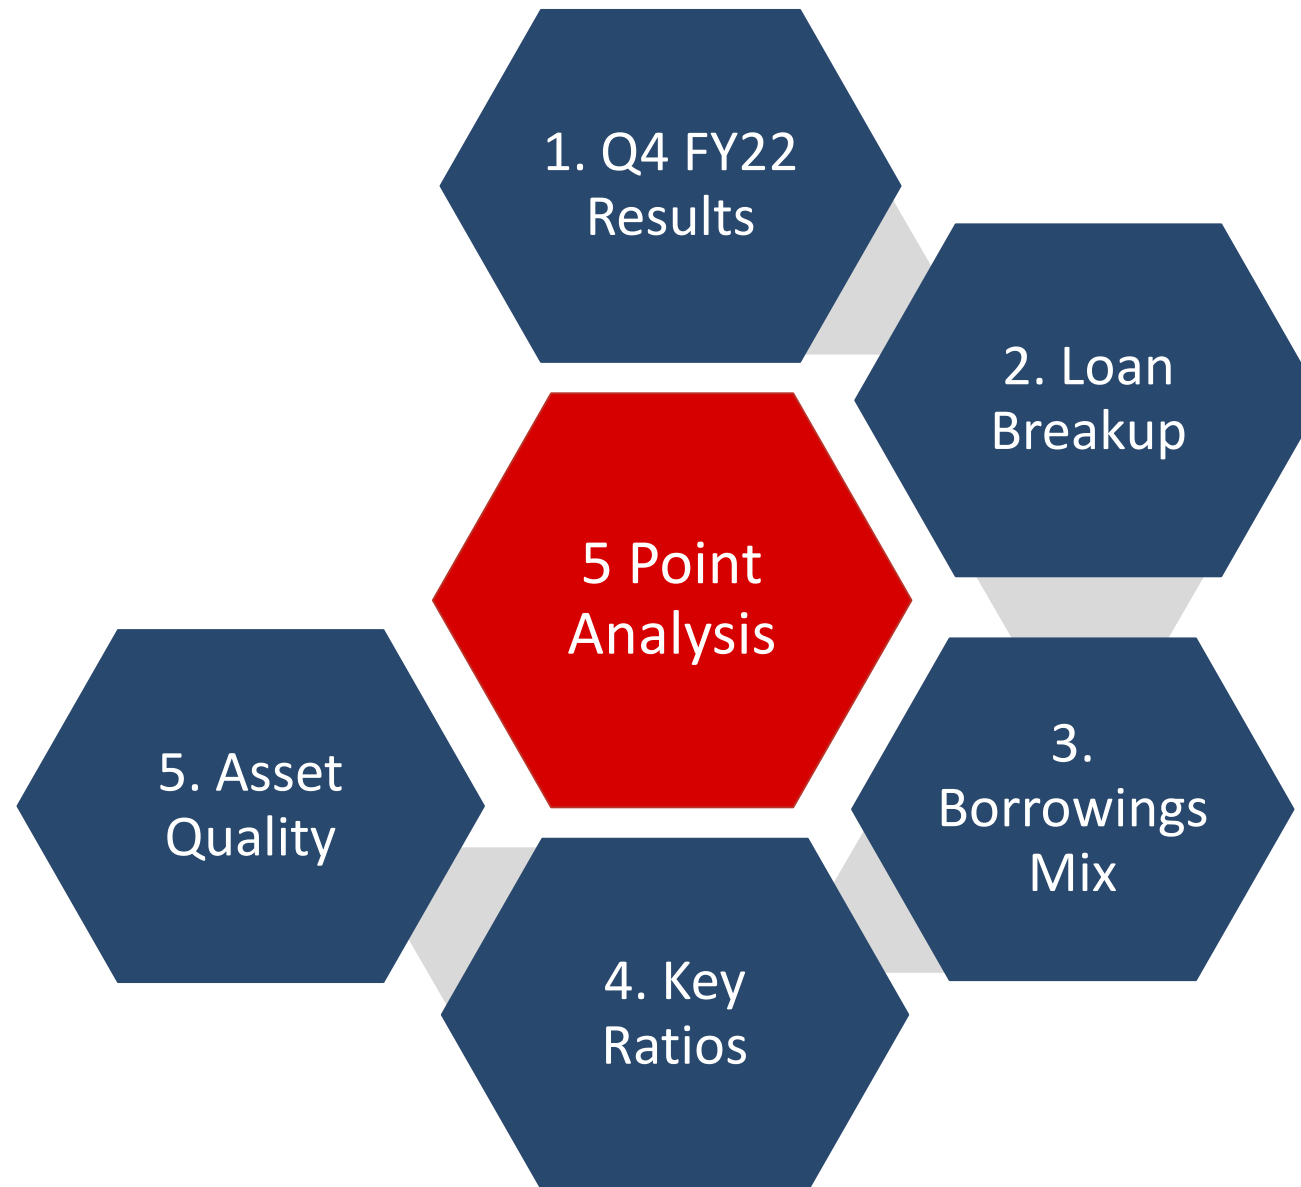 1. Q4 FY22
Results
2. Loan
Breakup
5 Point
Analysis
3.
Borrowings
Mix
4. Key
Ratios
5. Asset
Quality